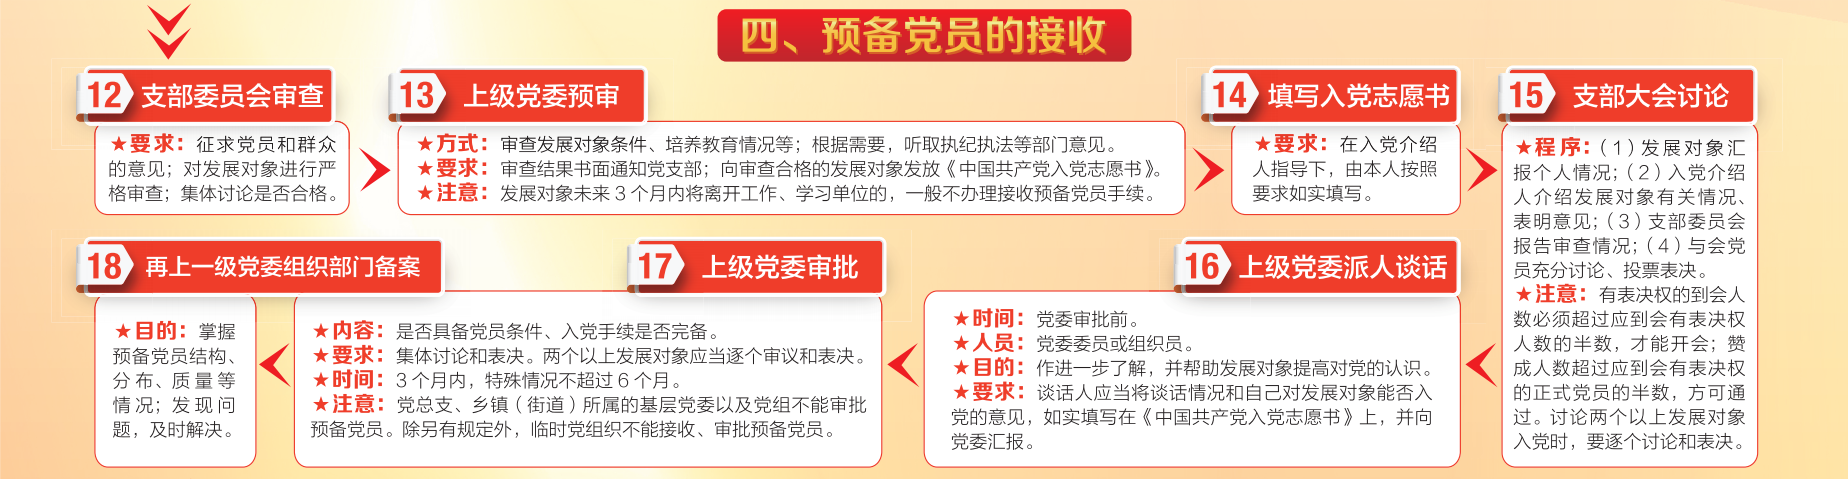 四、预备党员的接收
12 支部委员会审查
★要求：征求党员和群众
的意见；对发展对象进行严
格审查；集体讨论是否合格。
13 上级党委预审
★方式：审查发展对象条件、培养教育情况等；根据需要，听取执纪执法等部门意见。
★要求：审查结果书面通知党支部；向审查合格的发展对象发放《中国共产党入党志愿书》。
★注意：发展对象未来3个月内将离开工作、学习单位的，一般不办理接收预备党员手续。
14 填写入党志愿书
★要求：在入党介绍
人指导下，由本人按照
要求如实填写。
15 支部大会讨论
★程序：（1）发展对象汇
报个人情况；（2）入党介绍
人介绍发展对象有关情况、
表明意见；（3）支部委员会
报告审查情况；（4）与会党
员充分讨论、投票表决。
★注意：有表决权的到会人
数必须超过应到会有表决权
人数的半数，才能开会；赞
成人数超过应到会有表决权
的正式党员的半数，方可通
过。讨论两个以上发展对象
入党时，要逐个讨论和表决。
16 上级党委派人谈话
★时间：党委审批前。
★人员：党委委员或组织员。
★目的：作进一步了解，并帮助发展对象提高对党的认识。
★要求：谈话人应当将谈话情况和自己对发展对象能否入
党的意见，如实填写在《中国共产党入党志愿书》上，并向
党委汇报。
17 上级党委审批
★内容：是否具备党员条件、入党手续是否完备。
★要求：集体讨论和表决。两个以上发展对象应当逐个审议和表决。
★时间：3个月内，特殊情况不超过6个月。
★注意：党总支、乡镇（街道）所属的基层党委以及党组不能审批
预备党员。除另有规定外，临时党组织不能接收、审批预备党员。
18 再上一级党委组织部门备案
★目的：掌握
预备党员结构、
分布、质量等
情况；发现问
题，及时解决。